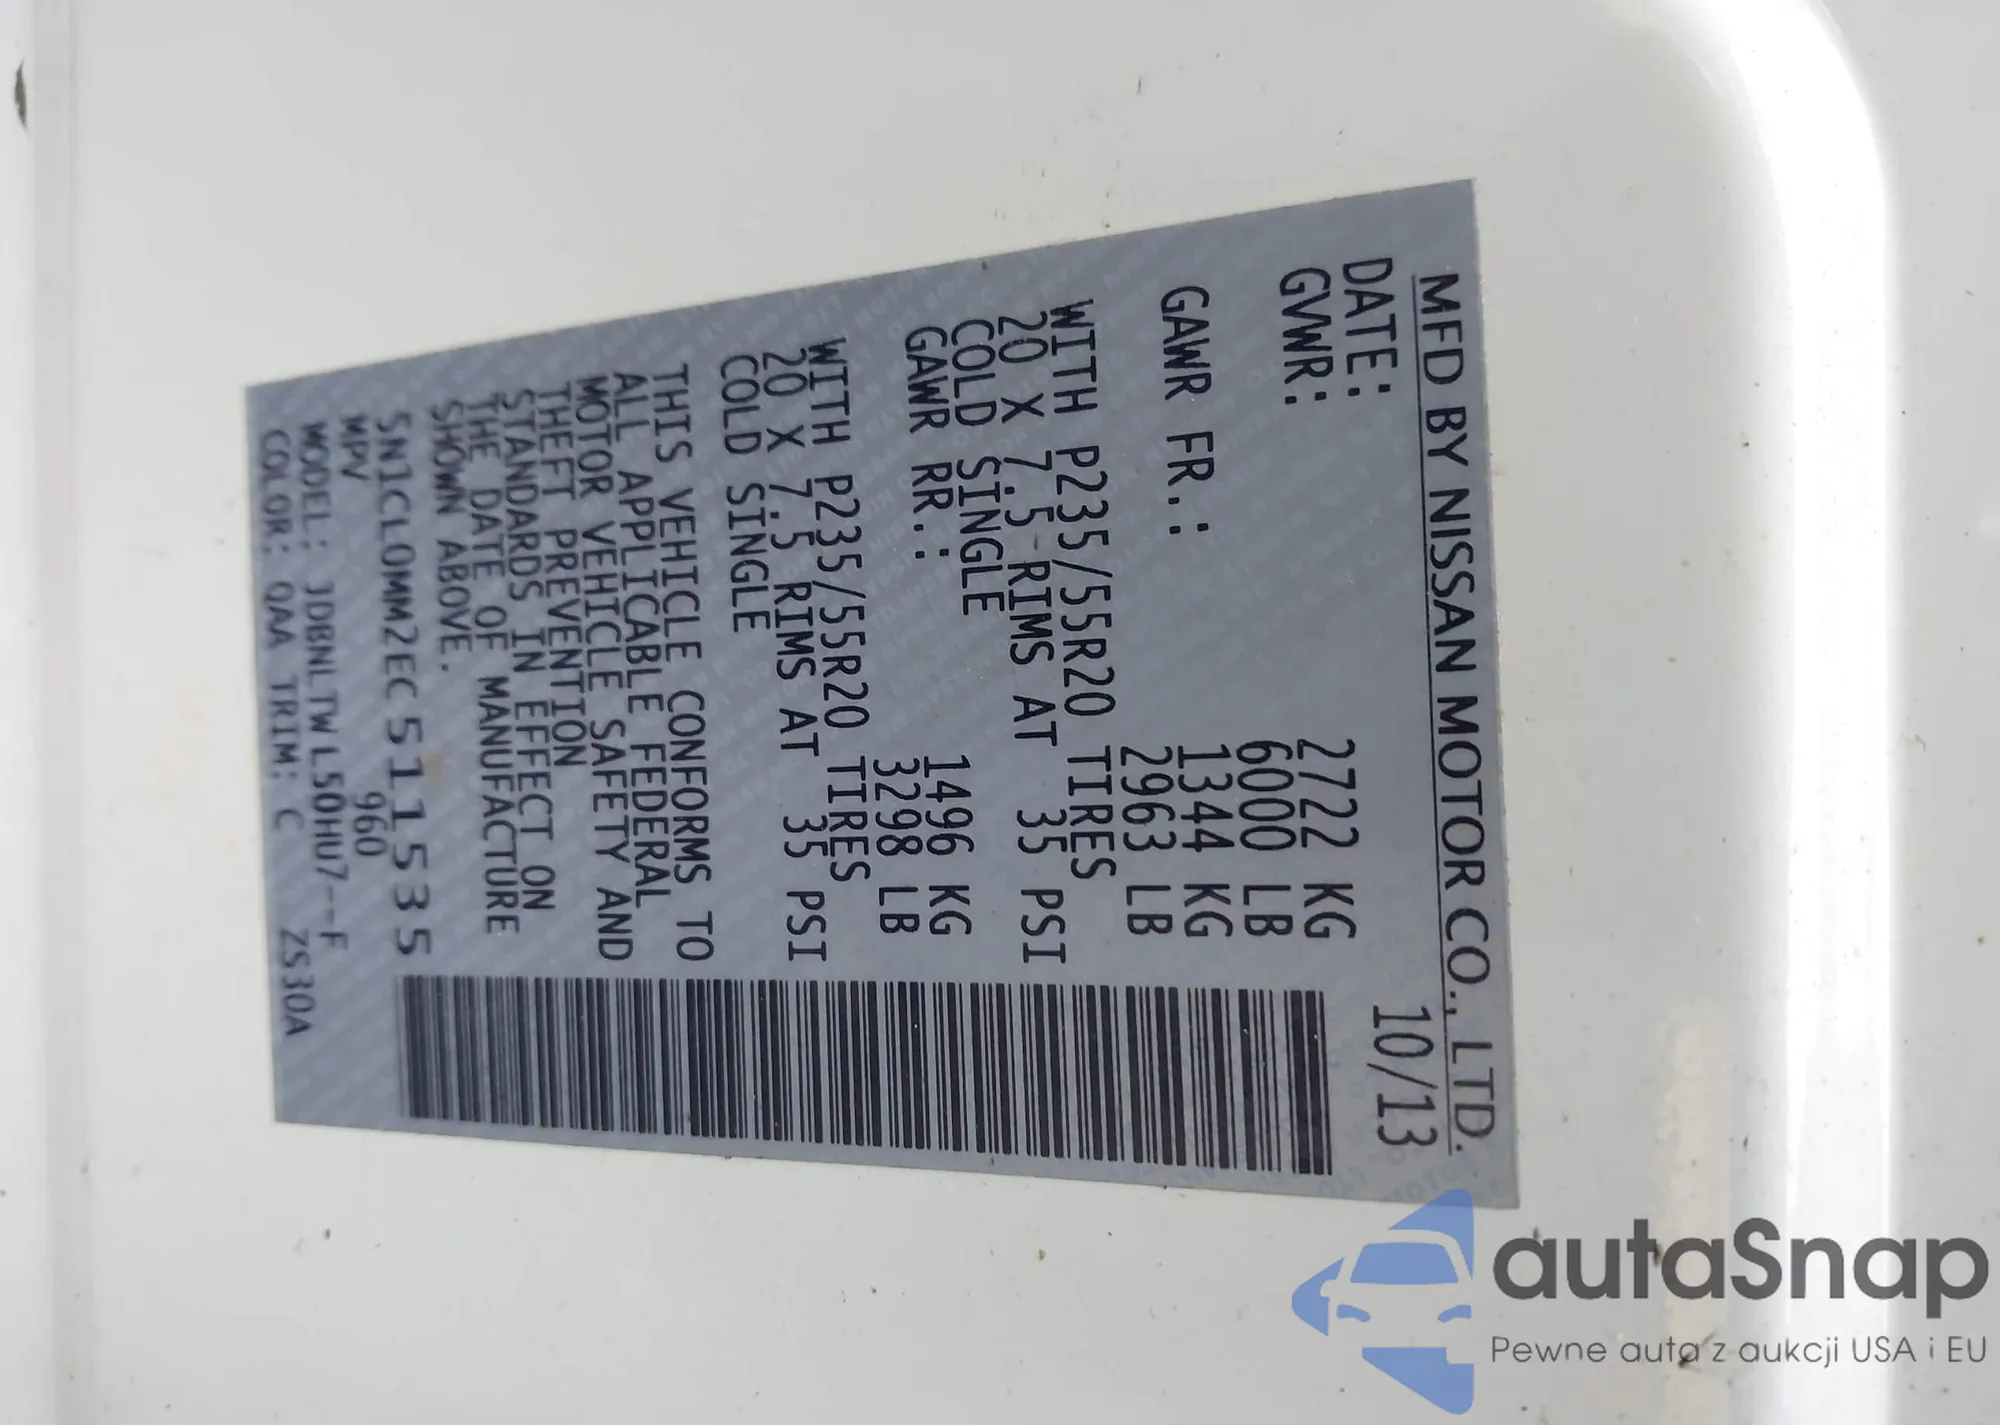 MFD BY NISSAN MOTOR CO., LTD.
DATE: 10/13
GVWR: 2722 KG
6000 LB
GAWR FR.: 1344 KG
2963 LB
WITH P235/55R20 TIRES
20 X 7.5 RIMS AT 35 PSI
COLD SINGLE
GAWR RR.: 1496 KG
3298 LB
WITH P235/55R20 TIRES
20 X 7.5 RIMS AT 35 PSI
COLD SINGLE
THIS VEHICLE CONFORMS TO
ALL APPLICABLE FEDERAL
MOTOR VEHICLE SAFETY AND
THEFT PREVENTION
STANDARDS IN EFFECT ON
THE DATE OF MANUFACTURE
SHOWN ABOVE.
5N1CL0MM2EC511535
MPV 960
MODEL: JDBNLTWL50HU7--F
COLOR: QAA TRIM: C ZS30A
autaSnap
Pewne auta z aukcji USA i EU